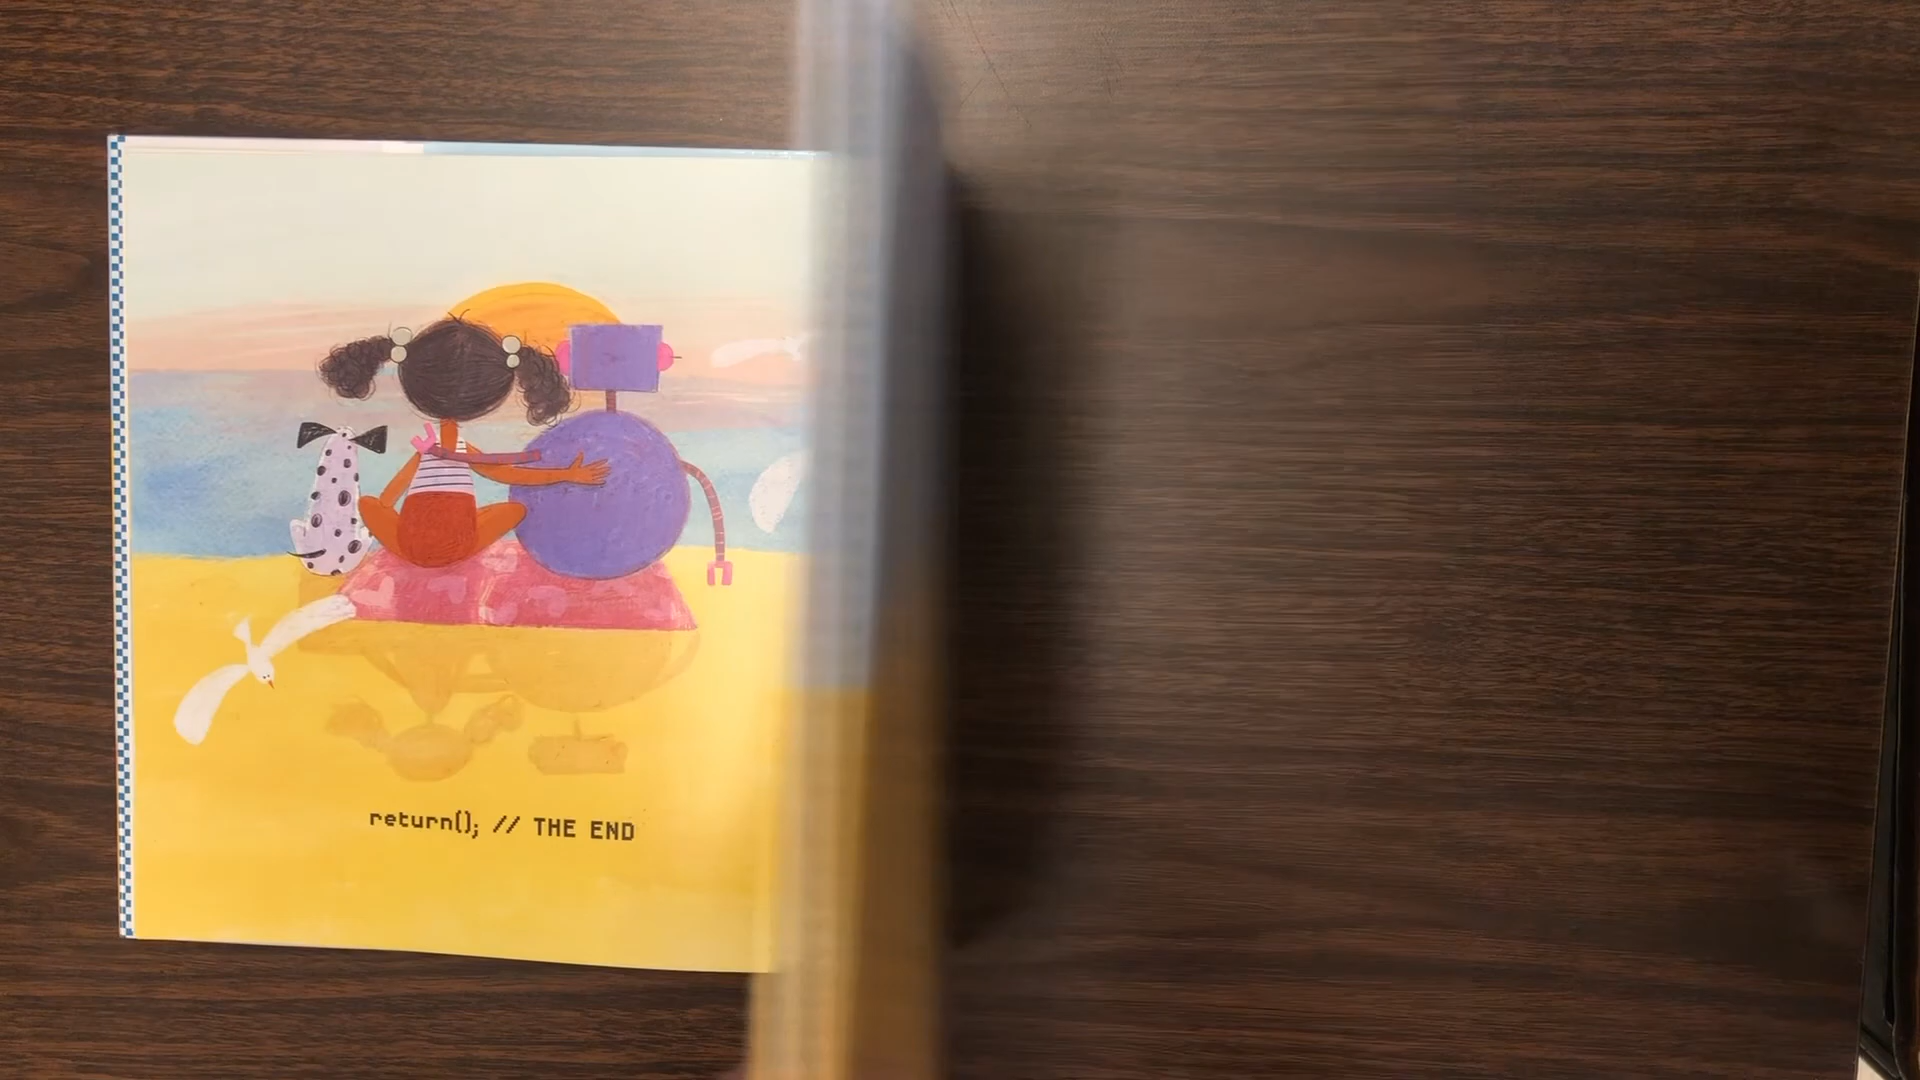 return(); // THE END